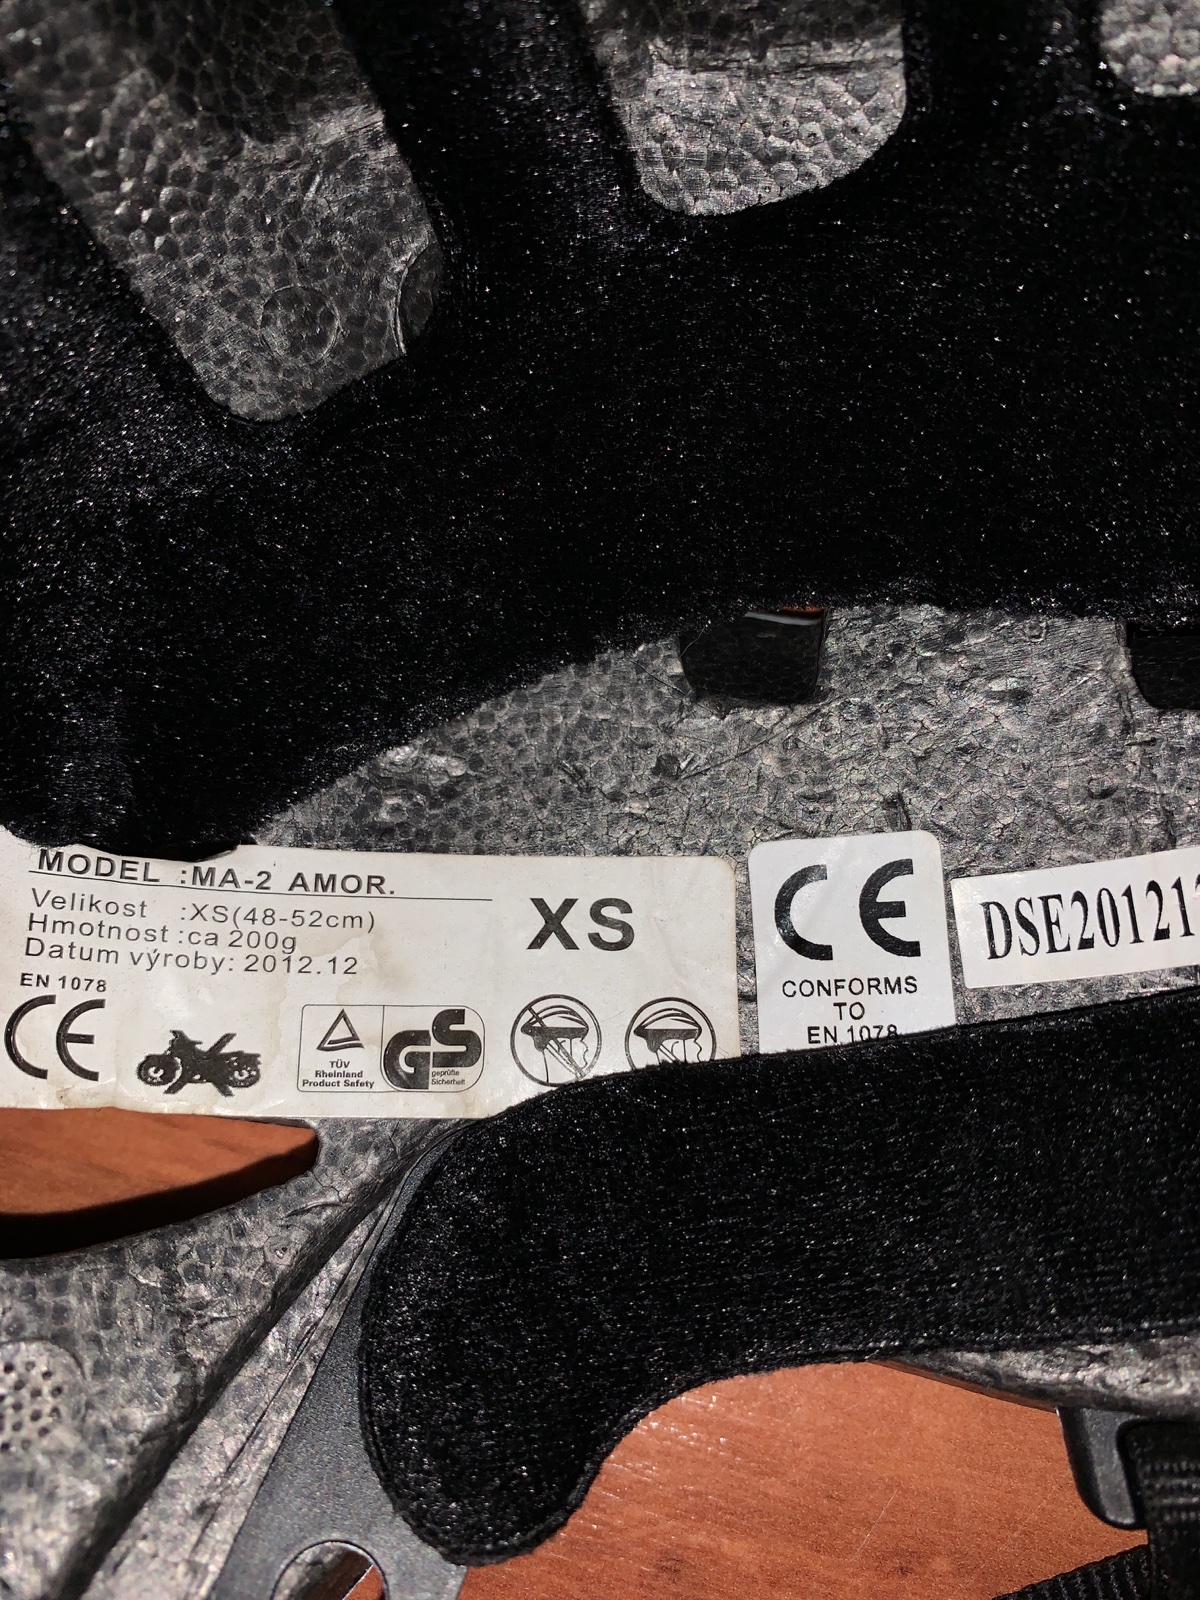 MODEL :MA-2 AMOR.
Velikost :XS(48-52cm)
Hmotnost :ca 200g
Datum výroby: 2012.12
EN 1078
CE
TÜV
Rheinland
Product Safety
GS
geprüfte
Sicherheit
XS
CE
CONFORMS
TO
EN 1078
DSE201212